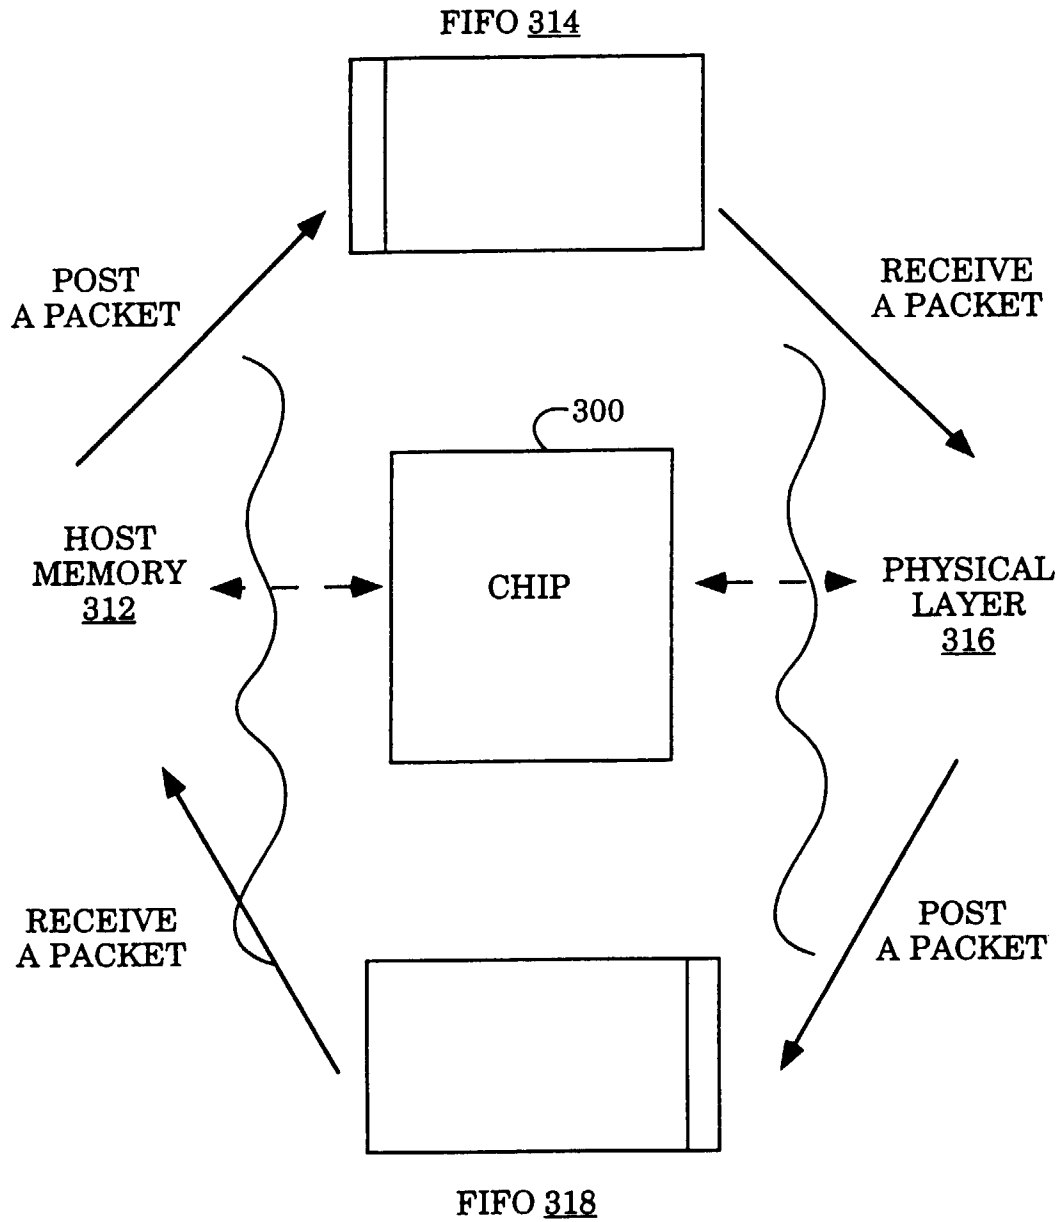 FIFO 314
POST
A PACKET
RECEIVE
A PACKET
300
HOST
MEMORY
312
CHIP
PHYSICAL
LAYER
316
RECEIVE
A PACKET
POST
A PACKET
FIFO 318